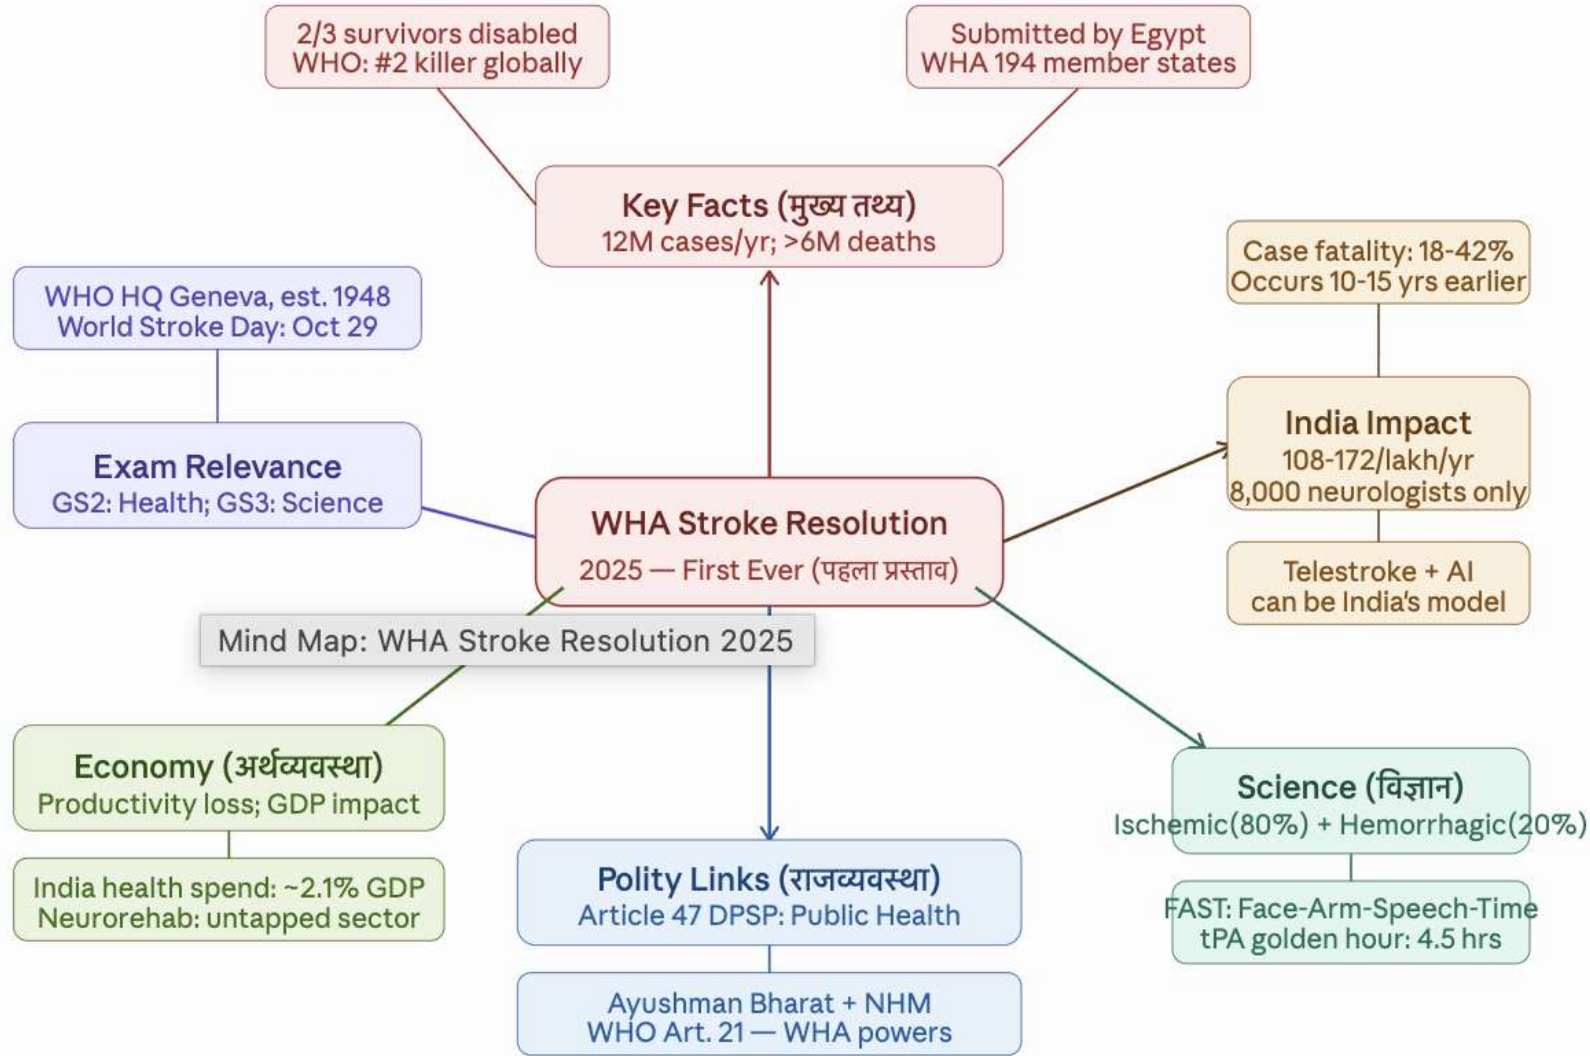 2/3 survivors disabled
WHO: #2 killer globally
Submitted by Egypt
WHA 194 member states
Key Facts (मुख्य तथ्य)
12M cases/yr; >6M deaths
Case fatality: 18-42%
Occurs 10-15 yrs earlier
WHO HQ Geneva, est. 1948
World Stroke Day: Oct 29
India Impact
108-172/lakh/yr
8,000 neurologists only
Exam Relevance
GS2: Health; GS3: Science
WHA Stroke Resolution
2025 — First Ever (पहला प्रस्ताव)
Telestroke + AI
can be India's model
Mind Map: WHA Stroke Resolution 2025
Economy (अर्थव्यवस्था)
Productivity loss; GDP impact
Science (विज्ञान)
Ischemic(80%) + Hemorrhagic(20%)
India health spend: ~2.1% GDP
Neurorehab: untapped sector
Polity Links (राजव्यवस्था)
Article 47 DPSP: Public Health
FAST: Face-Arm-Speech-Time
tPA golden hour: 4.5 hrs
Ayushman Bharat + NHM
WHO Art. 21 — WHA powers